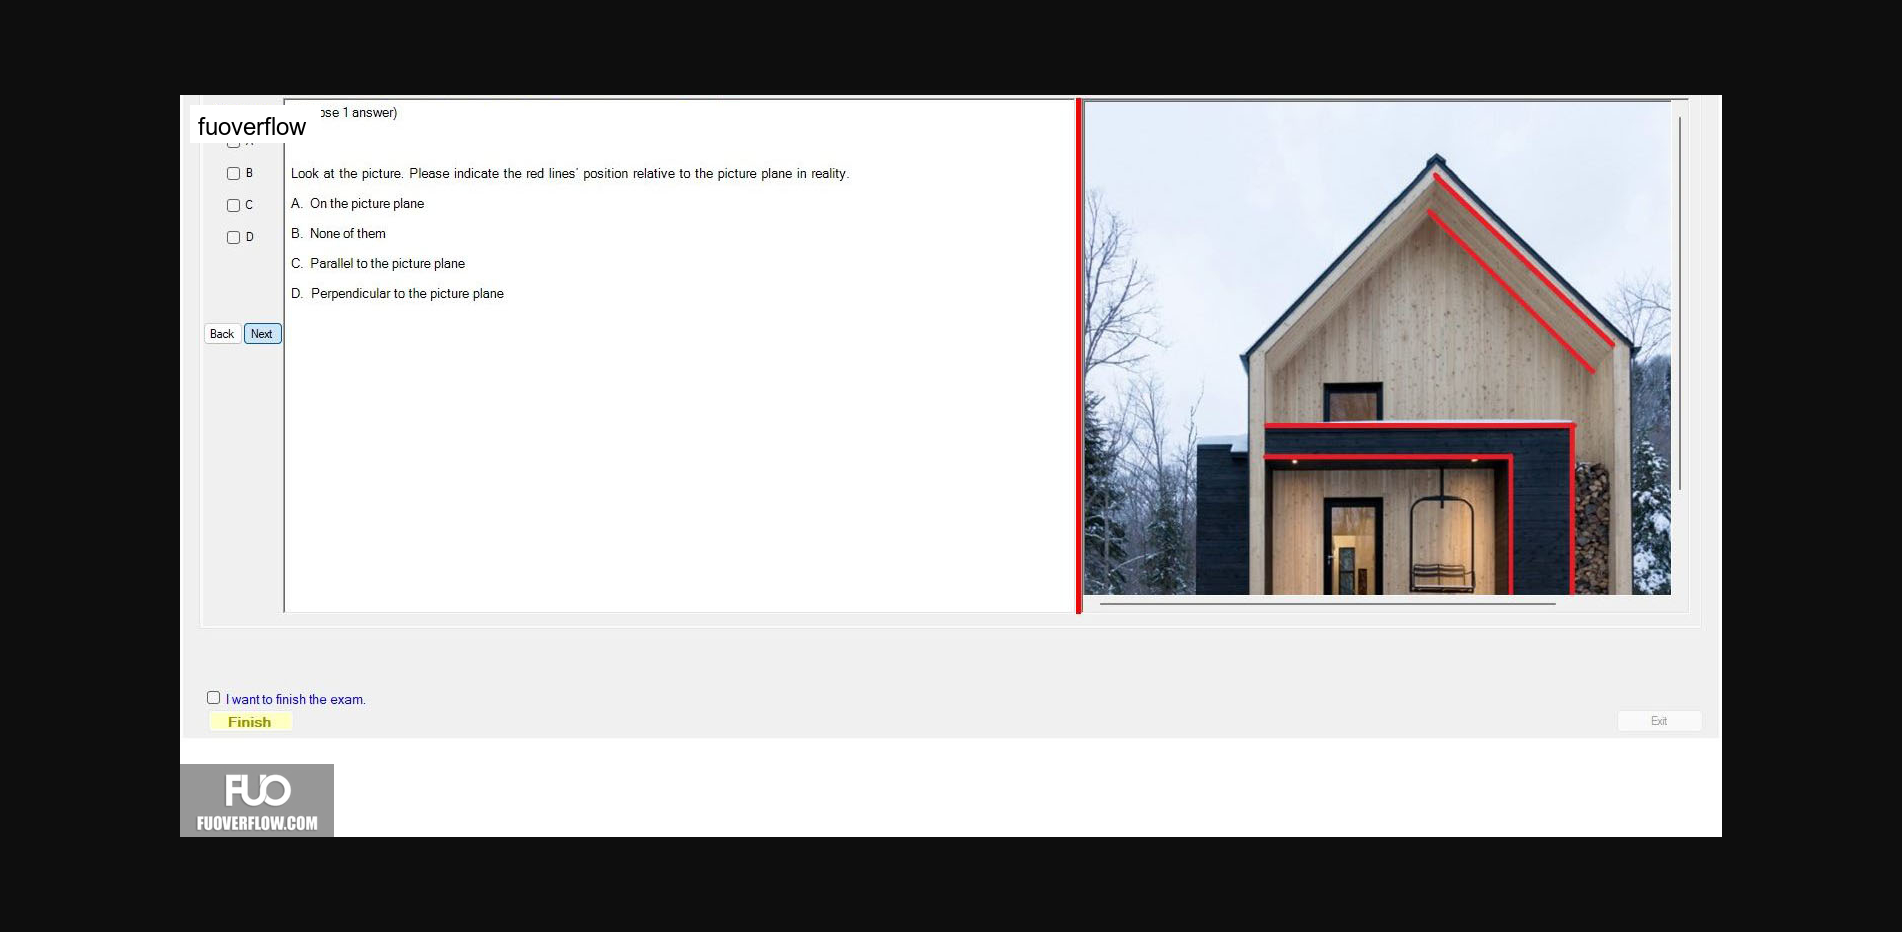 fuoverflow
ose 1 answer)
B
C
D
Look at the picture. Please indicate the red lines' position relative to the picture plane in reality.
A. On the picture plane
B. None of them
C. Parallel to the picture plane
D. Perpendicular to the picture plane
Back Next
I want to finish the exam.
Finish
Exit
FUO
FUOVERFLOW.COM